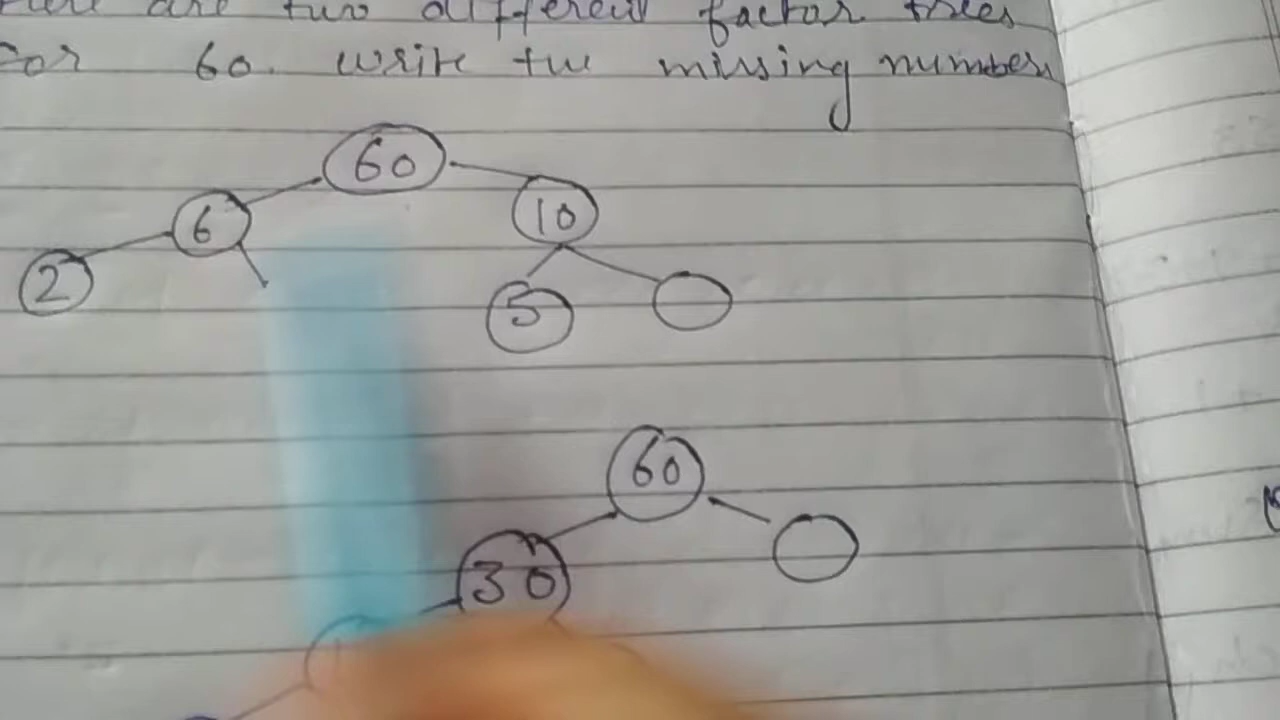 are two different factor trees
For 60. write the missing numbers
60
6 10
2 5
60
30